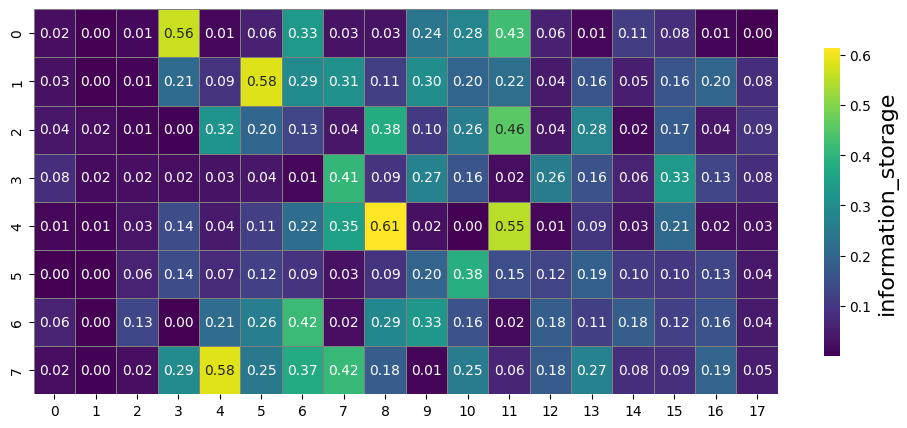 0 0.02 0.00 0.01 0.56 0.01 0.06 0.33 0.03 0.03 0.24 0.28 0.43 0.06 0.01 0.11 0.08 0.01 0.00
1 0.03 0.00 0.01 0.21 0.09 0.58 0.29 0.31 0.11 0.30 0.20 0.22 0.04 0.16 0.05 0.16 0.20 0.08
2 0.04 0.02 0.01 0.00 0.32 0.20 0.13 0.04 0.38 0.10 0.26 0.46 0.04 0.28 0.02 0.17 0.04 0.09
3 0.08 0.02 0.02 0.02 0.03 0.04 0.01 0.41 0.09 0.27 0.16 0.02 0.26 0.16 0.06 0.33 0.13 0.08
4 0.01 0.01 0.03 0.14 0.04 0.11 0.22 0.35 0.61 0.02 0.00 0.55 0.01 0.09 0.03 0.21 0.02 0.03
5 0.00 0.00 0.06 0.14 0.07 0.12 0.09 0.03 0.09 0.20 0.38 0.15 0.12 0.19 0.10 0.10 0.13 0.04
6 0.06 0.00 0.13 0.00 0.21 0.26 0.42 0.02 0.29 0.33 0.16 0.02 0.18 0.11 0.18 0.12 0.16 0.04
7 0.02 0.00 0.02 0.29 0.58 0.25 0.37 0.42 0.18 0.01 0.25 0.06 0.18 0.27 0.08 0.09 0.19 0.05
0 1 2 3 4 5 6 7 8 9 10 11 12 13 14 15 16 17
0.6
0.5
0.4
0.3
0.2
0.1
information_storage